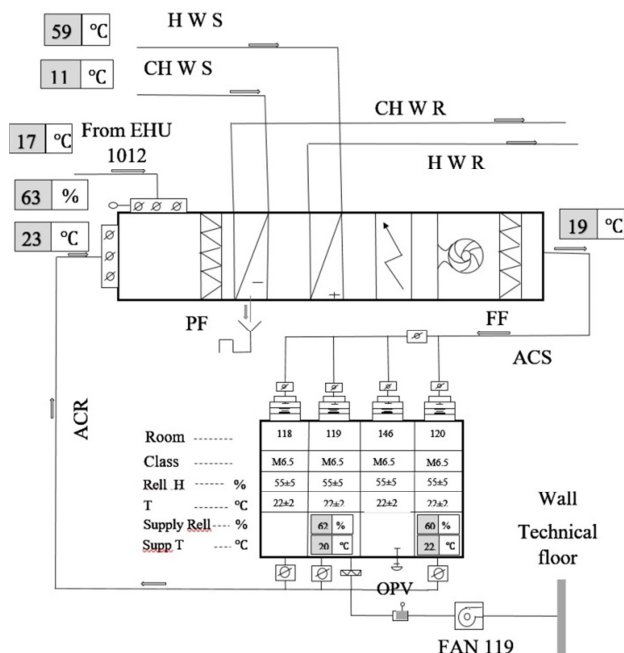 H W S
59 °C
CH W S
11 °C
CH W R
From EHU
1012
17 °C
H W R
63 %
23 °C
19 °C
PF
FF
ACS
ACR
Room ------ 118 119 146 120
Class ------ M6.5 M6.5 M6.5 M6.5
Rell .H ------ % 55±5 55±5 55±5 55±5
T ------ °C 22±2 22±2 22±2 22±2
Supply Rell ---- % 62 % 60 %
Supp T ---- °C 20 °C 22 °C
Wall
Technical
floor
OPV
FAN 119